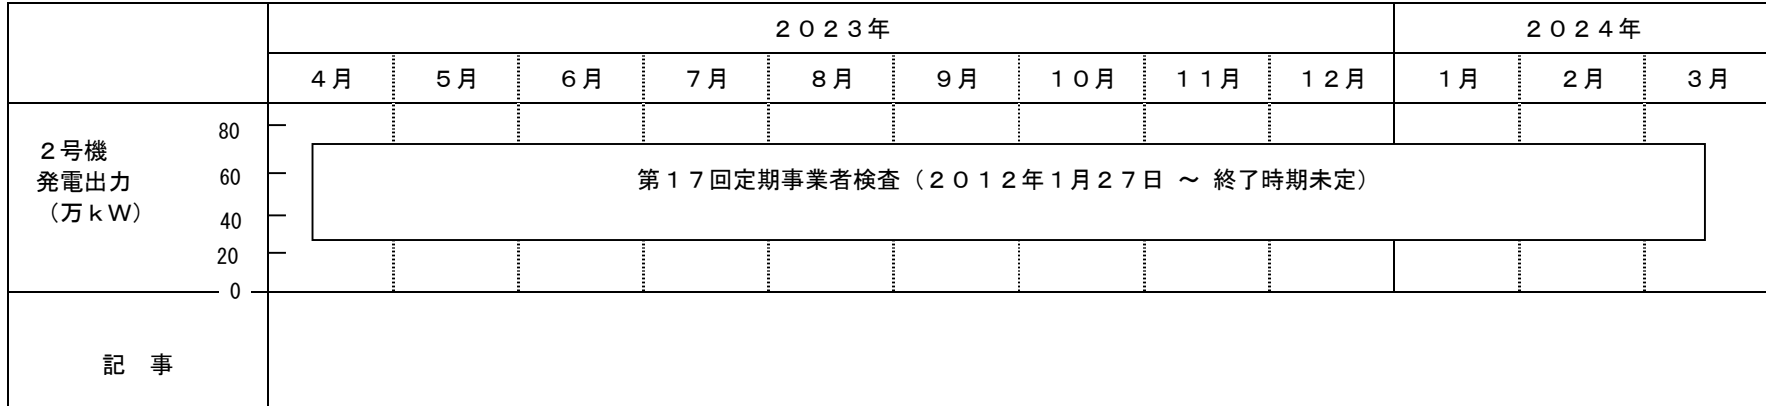 ２０２３年
２０２４年
４月
５月
６月
７月
８月
９月
１０月
１１月
１２月
１月
２月
３月
２号機
発電出力
（万ｋＷ）
80
60
40
20
0
第１７回定期事業者検査（２０１２年１月２７日 ～ 終了時期未定）
記　事